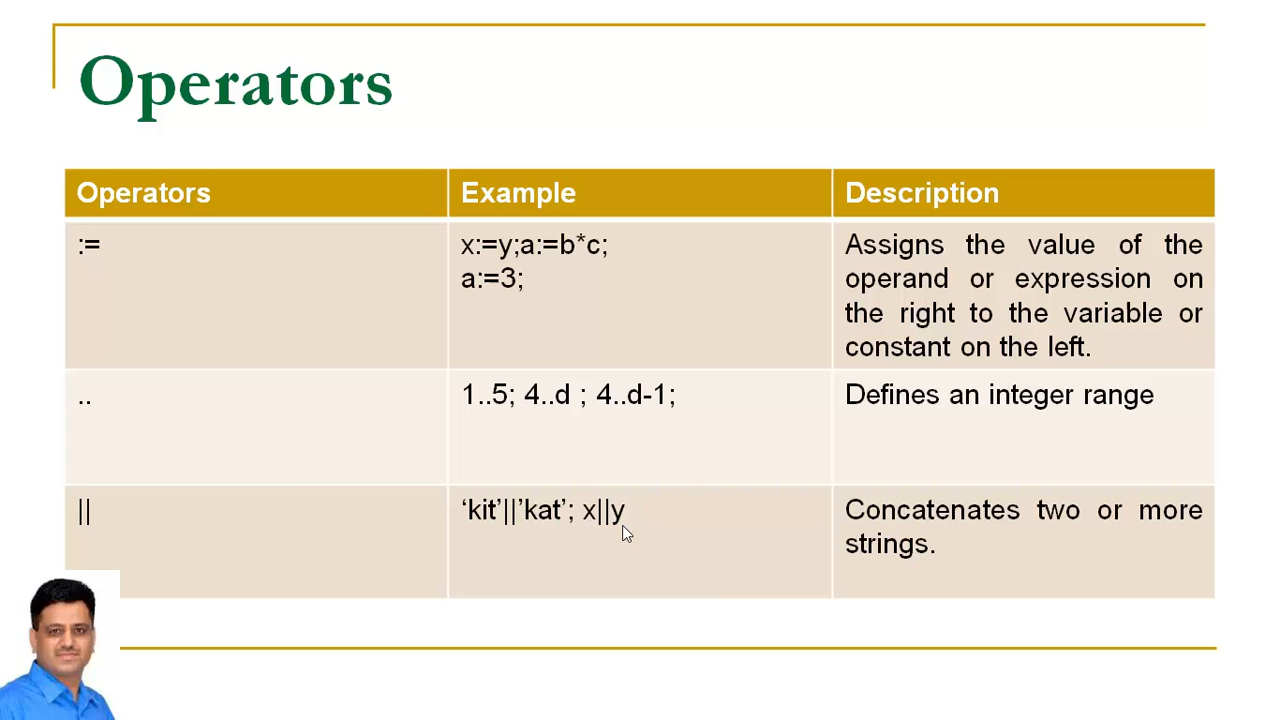 Operators
Operators
Example
Description
:=
x:=y;a:=b*c;
a:=3;
Assigns the value of the
operand or expression on
the right to the variable or
constant on the left.
..
1..5; 4..d ; 4..d-1;
Defines an integer range
||
‘kit’||’kat’; x||y
Concatenates two or more
strings.